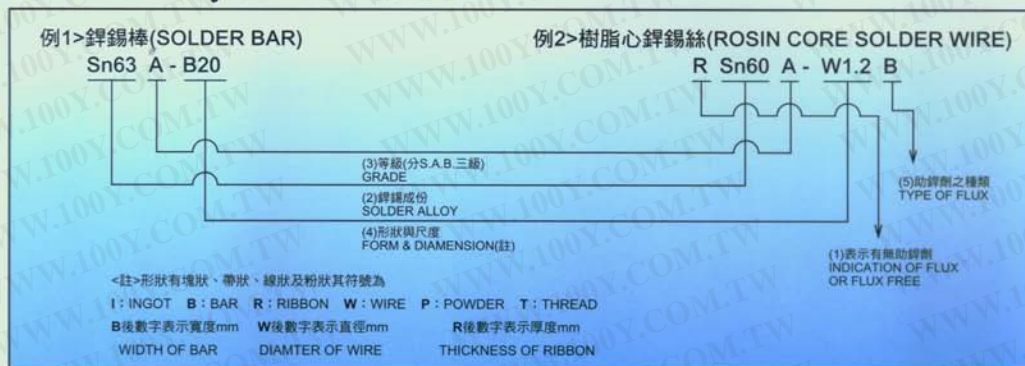 例1>銲錫棒(SOLDER BAR)
Sn63 A - B20
例2>樹脂心銲錫絲(ROSIN CORE SOLDER WIRE)
R Sn60 A - W1.2 B
(3)等級(分S.A.B.三級)
GRADE
(2)銲錫成份
SOLDER ALLOY
(4)形狀與尺度
FORM & DIAMENSION(註)
(5)助銲劑之種類
TYPE OF FLUX
(1)表示有無助銲劑
INDICATION OF FLUX
OR FLUX FREE
<註>形狀有塊狀、帶狀、線狀及粉狀其符號為
I：INGOT B：BAR R：RIBBON W：WIRE P：POWDER T：THREAD
B後數字表示寬度mm W後數字表示直徑mm R後數字表示厚度mm
WIDTH OF BAR DIAMTER OF WIRE THICKNESS OF RIBBON
WWW.100Y.COM.TW